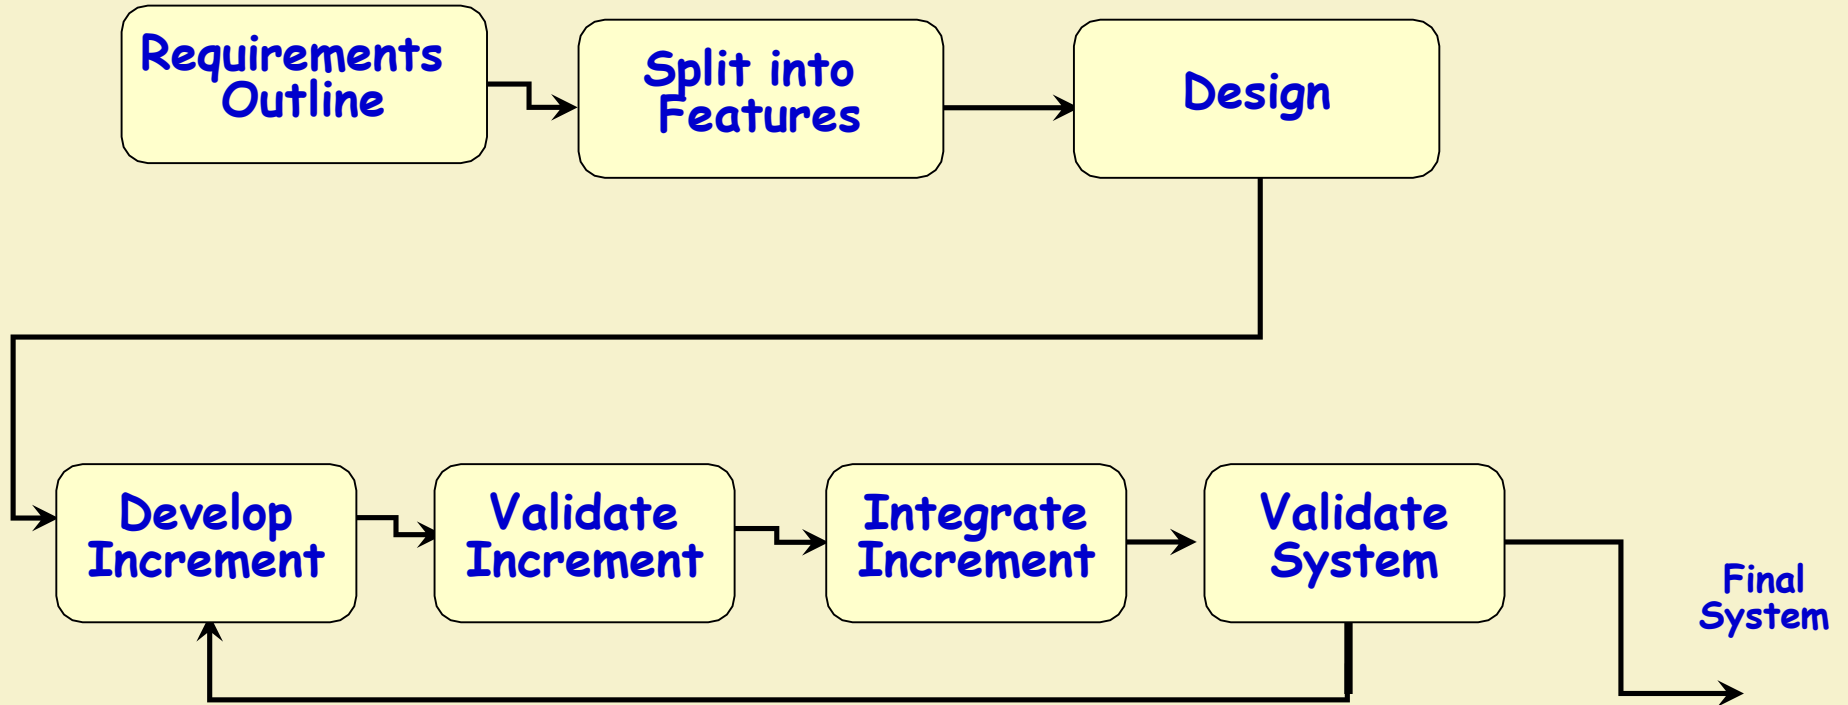 Requirements
Outline
Split into
Features
Design
Develop
Increment
Validate
Increment
Integrate
Increment
Validate
System
Final
System